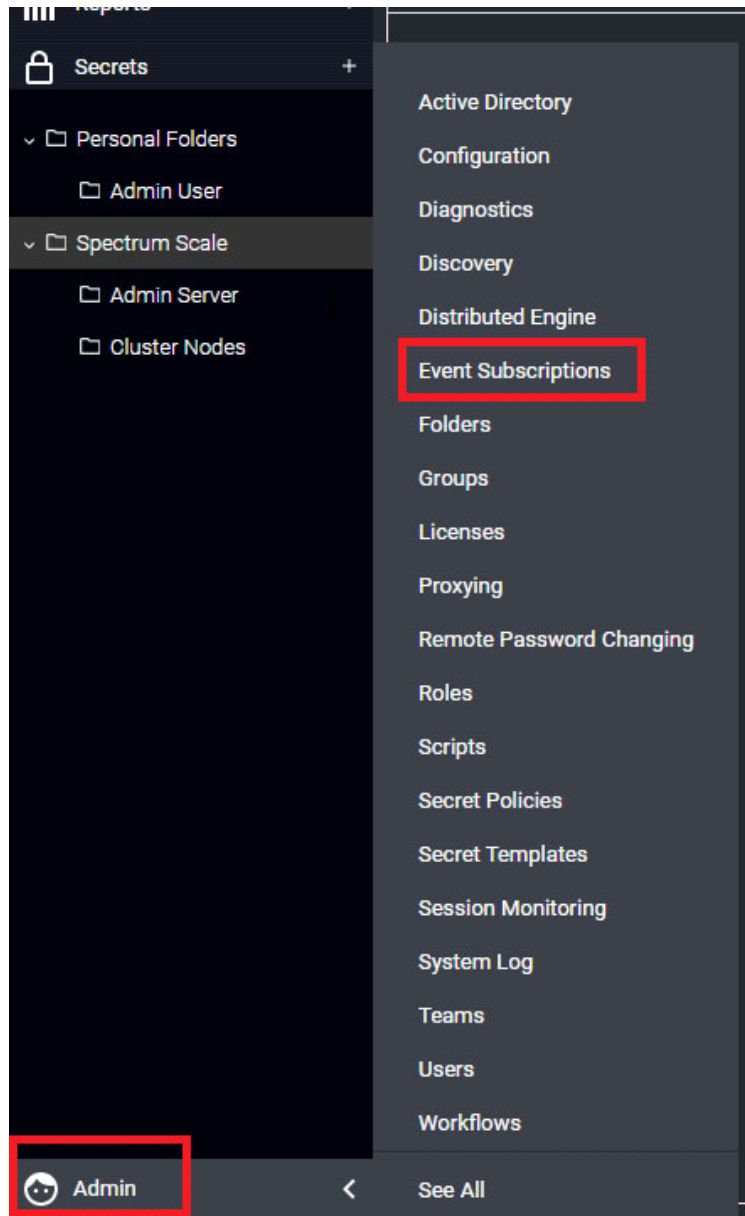 Reports
Secrets +
Personal Folders
Admin User
Spectrum Scale
Admin Server
Cluster Nodes
Admin
Active Directory
Configuration
Diagnostics
Discovery
Distributed Engine
Event Subscriptions
Folders
Groups
Licenses
Proxying
Remote Password Changing
Roles
Scripts
Secret Policies
Secret Templates
Session Monitoring
System Log
Teams
Users
Workflows
See All